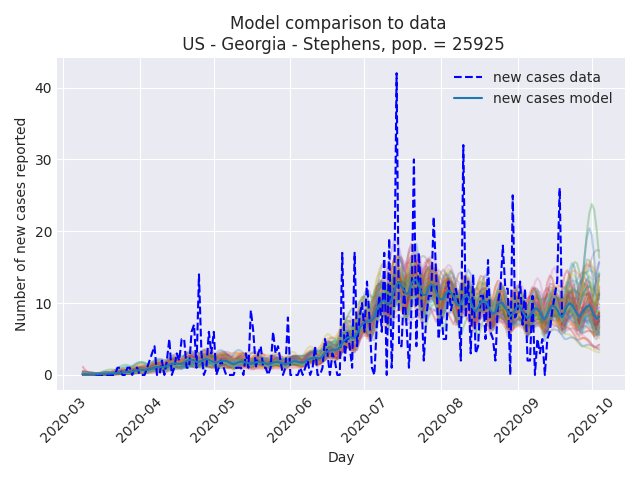 Model comparison to data
US - Georgia - Stephens, pop. = 25925
new cases data
new cases model
Number of new cases reported
40
30
20
10
0
2020-03
2020-04
2020-05
2020-06
2020-07
2020-08
2020-09
2020-10
Day